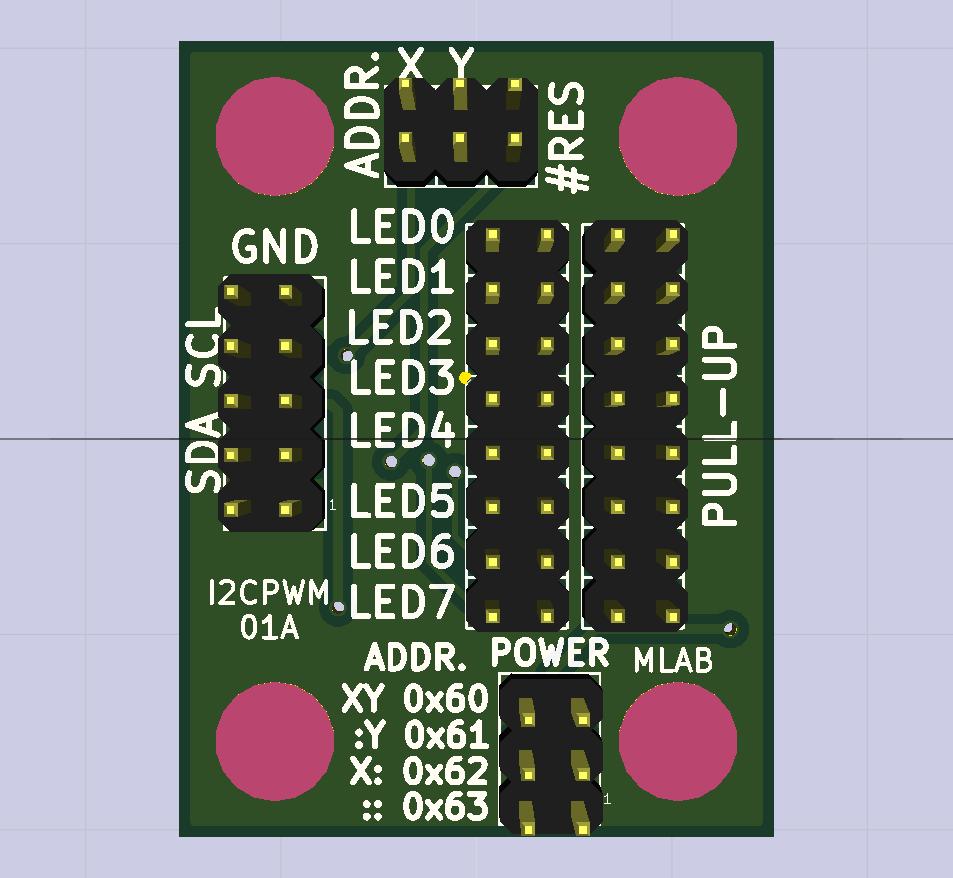 X Y
ADDR.
#RES
GND
LED0
LED1
LED2
LED3
LED4
LED5
LED6
LED7
SDA SCL
PULL-UP
1
I2CPWM
01A
POWER
MLAB
ADDR.
XY 0x60
:Y 0x61
X: 0x62
:: 0x63
1